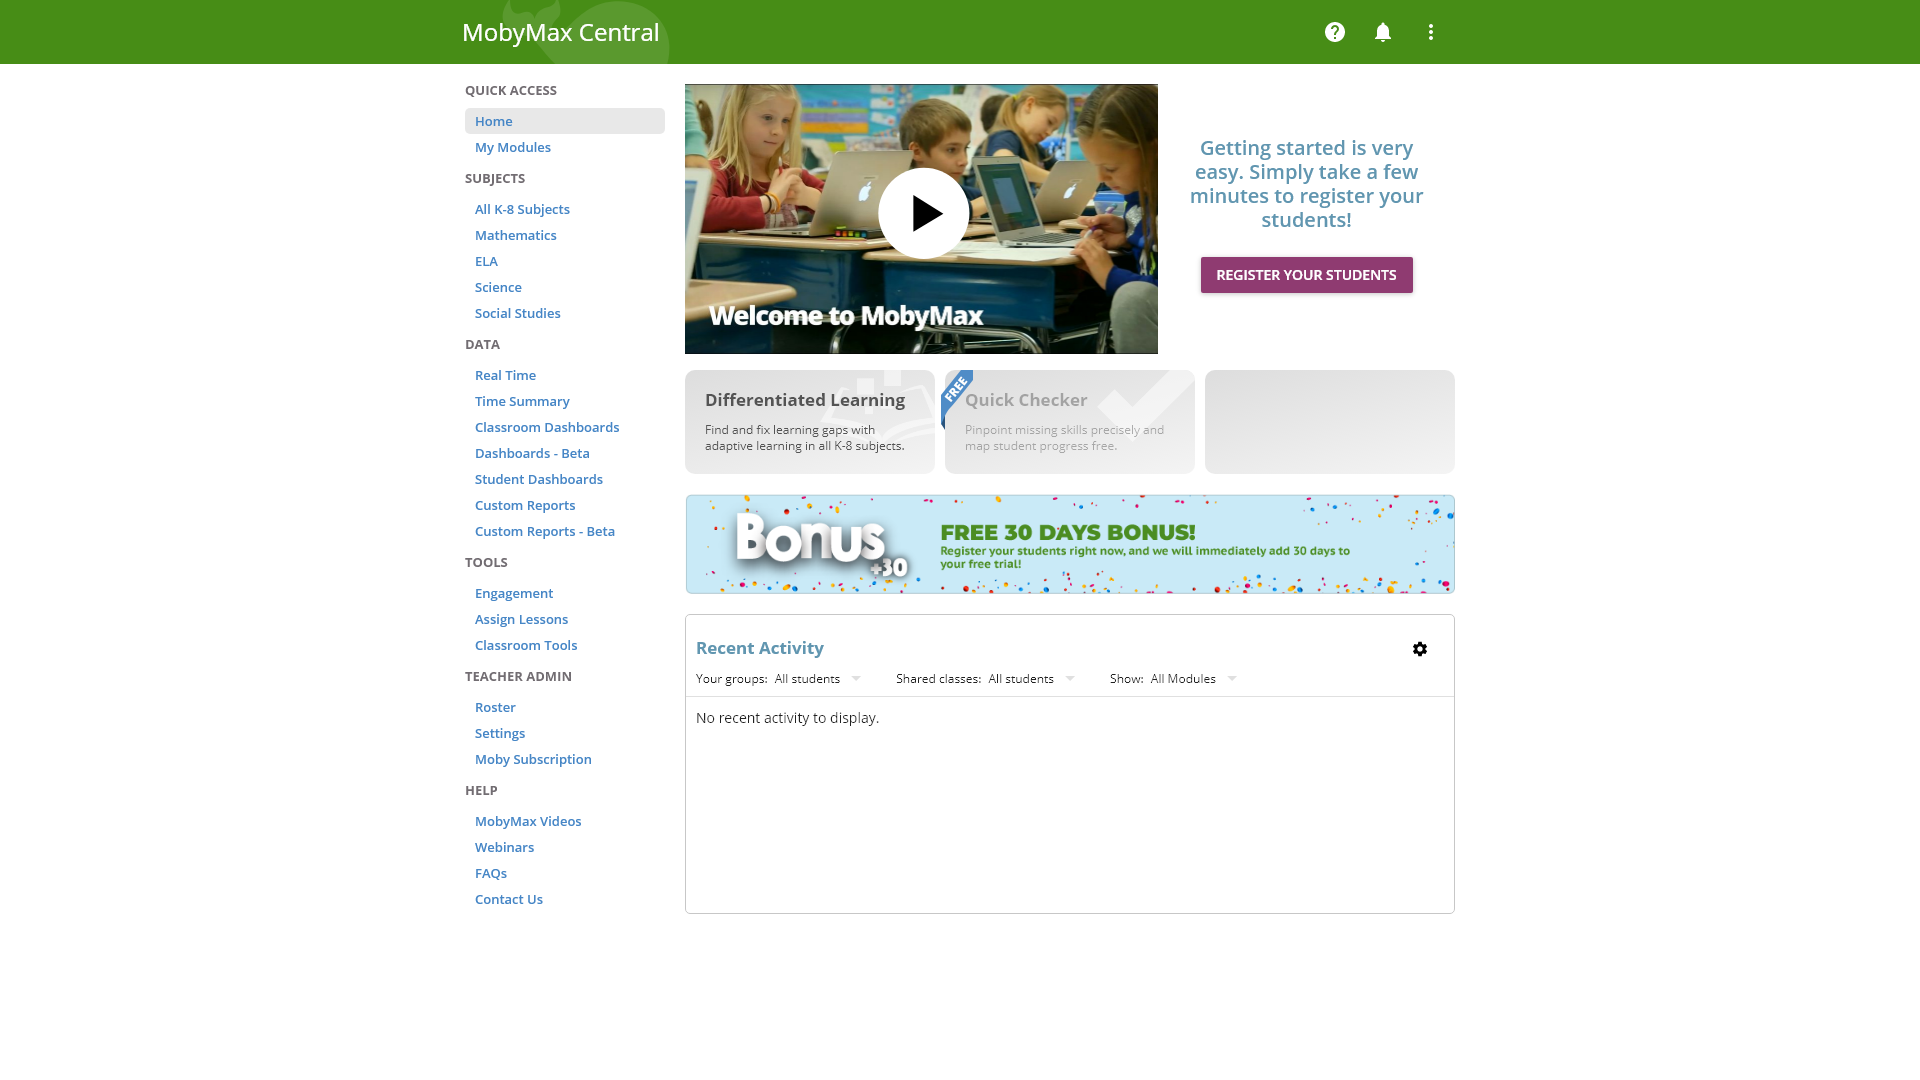 MobyMax Central
QUICK ACCESS
Home
My Modules
SUBJECTS
All K-8 Subjects
Mathematics
ELA
Science
Social Studies
DATA
Real Time
Time Summary
Classroom Dashboards
Dashboards - Beta
Student Dashboards
Custom Reports
Custom Reports - Beta
TOOLS
Engagement
Assign Lessons
Classroom Tools
TEACHER ADMIN
Roster
Settings
Moby Subscription
HELP
MobyMax Videos
Webinars
FAQs
Contact Us
Welcome to MobyMax
Getting started is very
easy. Simply take a few
minutes to register your
students!
REGISTER YOUR STUDENTS
Differentiated Learning
Find and fix learning gaps with
adaptive learning in all K-8 subjects.
FREE
Quick Checker
Pinpoint missing skills precisely and
map student progress free.
Bonus
+30
FREE 30 DAYS BONUS!
Register your students right now, and we will immediately add 30 days to
your free trial!
Recent Activity
Your groups: All students Shared classes: All students Show: All Modules
No recent activity to display.